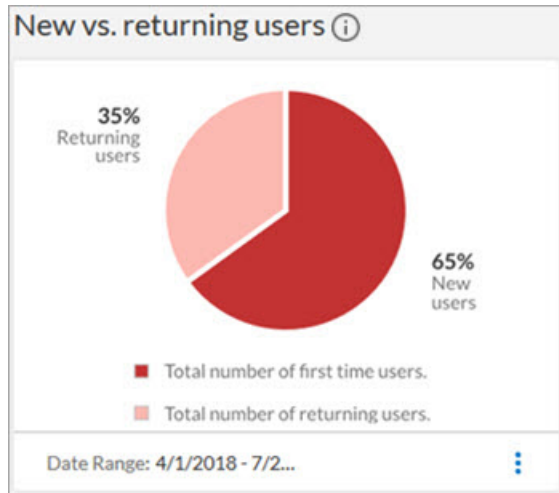 New vs. returning users
35%
Returning
users
65%
New
users
Total number of first time users.
Total number of returning users.
Date Range: 4/1/2018 - 7/2...